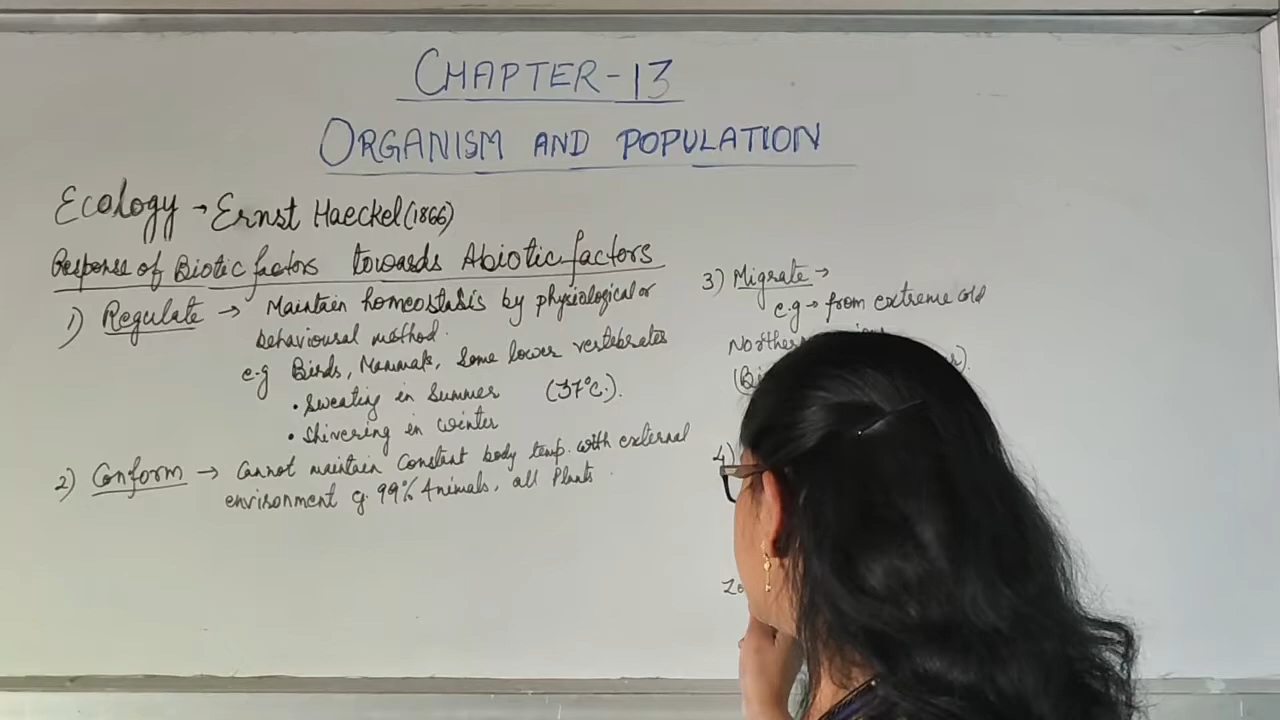 CHAPTER-13
ORGANISM AND POPULATION
Ecology → Ernst Haeckel (1866)
Response of Biotic factors towards Abiotic factors
1) Regulate → Maintain homeostasis by physiological or
behavioural method.
e.g Birds, Mammals, Some lower vertebrates
• Sweating in Summer (37°c.).
• Shivering in winter
2) Conform → Cannot maintain Constant body temp. with external
environment eg. 99% Animals, all Plants.
3) Migrate →
e.g → from extreme cold
4)